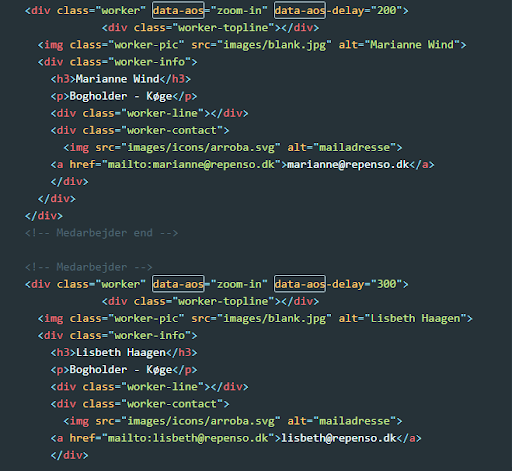 <div class="worker" data-aos="zoom-in" data-aos-delay="200">
<div class="worker-topline"></div>
<img class="worker-pic" src="images/blank.jpg" alt="Marianne Wind">
<div class="worker-info">
<h3>Marianne Wind</h3>
<p>Bogholder - Køge</p>
<div class="worker-line"></div>
<div class="worker-contact">
<img src="images/icons/arroba.svg" alt="mailadresse">
<a href="mailto:marianne@repenso.dk">marianne@repenso.dk</a>
</div>
</div>
</div>
<!-- Medarbejder end -->
<!-- Medarbejder -->
<div class="worker" data-aos="zoom-in" data-aos-delay="300">
<div class="worker-topline"></div>
<img class="worker-pic" src="images/blank.jpg" alt="Lisbeth Haagen">
<div class="worker-info">
<h3>Lisbeth Haagen</h3>
<p>Bogholder - Køge</p>
<div class="worker-line"></div>
<div class="worker-contact">
<img src="images/icons/arroba.svg" alt="mailadresse">
<a href="mailto:lisbeth@repenso.dk">lisbeth@repenso.dk</a>
</div>